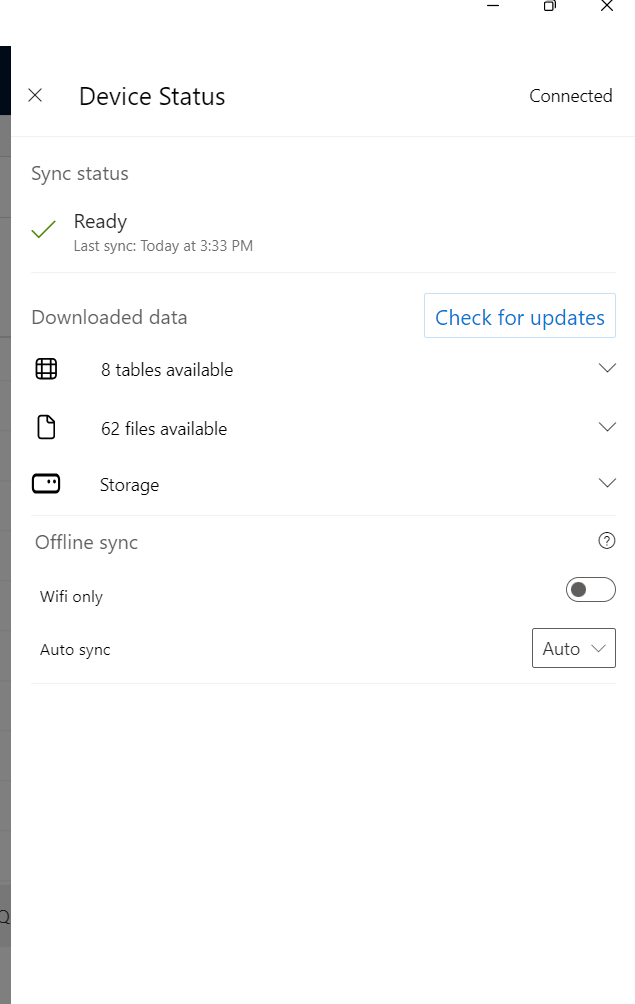 Device Status
Connected
Sync status
Ready
Last sync: Today at 3:33 PM
Downloaded data
Check for updates
8 tables available
62 files available
Storage
Offline sync
?
Wifi only
Auto sync
Auto
Q